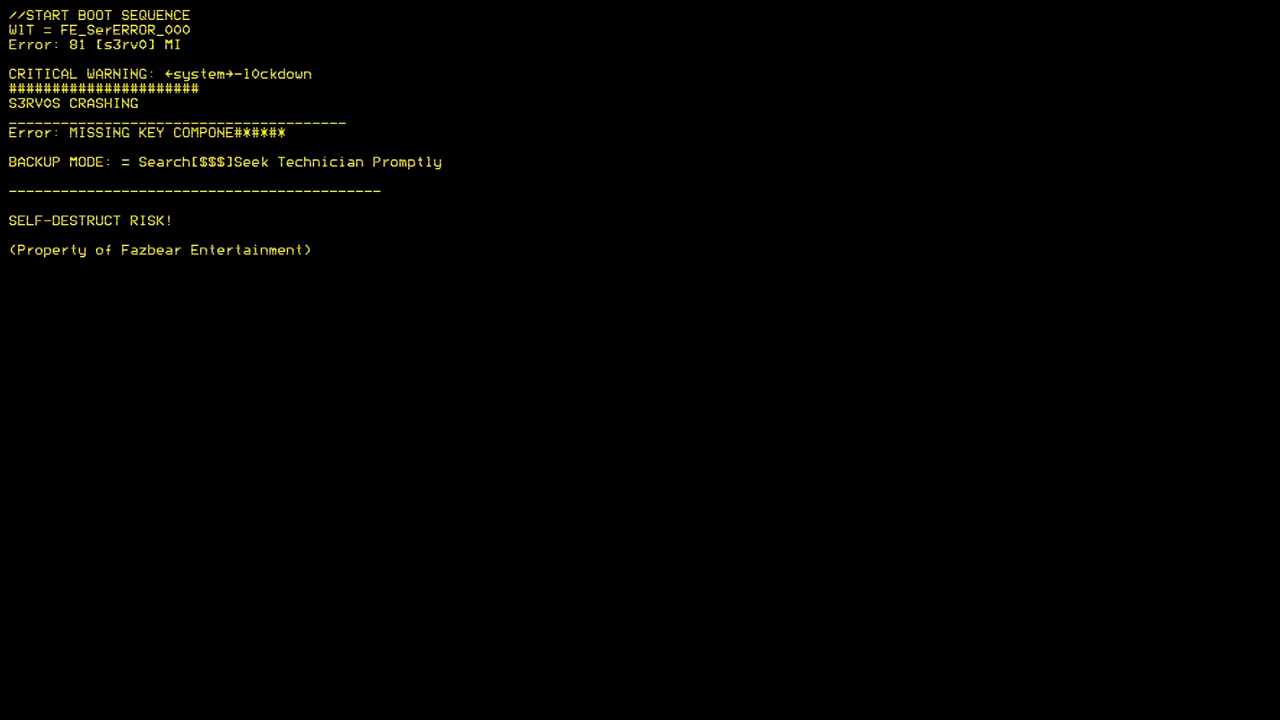 //START BOOT SEQUENCE
W1T = FE_SerERROR_000
Error: 81 [s3rv0] MI
CRITICAL WARNING: ←system→-l0ckdown
######################
S3RV0S CRASHING
_______________________________________
Error: MISSING KEY COMPONE#*#*#*
BACKUP MODE: = Search[$$$]Seek Technician Promptly
-------------------------------------------
SELF-DESTRUCT RISK!
(Property of Fazbear Entertainment)